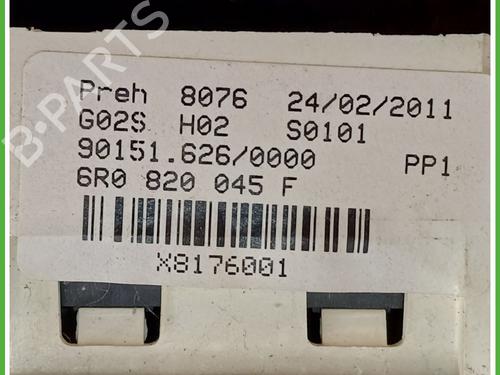 B-PARTS
Preh 8076 24/02/2011
G02S H02 S0101
90151.626/0000 PP1
6R0 820 045 F
X8176001